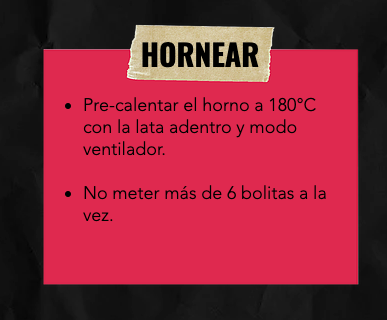 HORNEAR
• Pre-calentar el horno a 180°C
con la lata adentro y modo
ventilador.
• No meter más de 6 bolitas a la
vez.